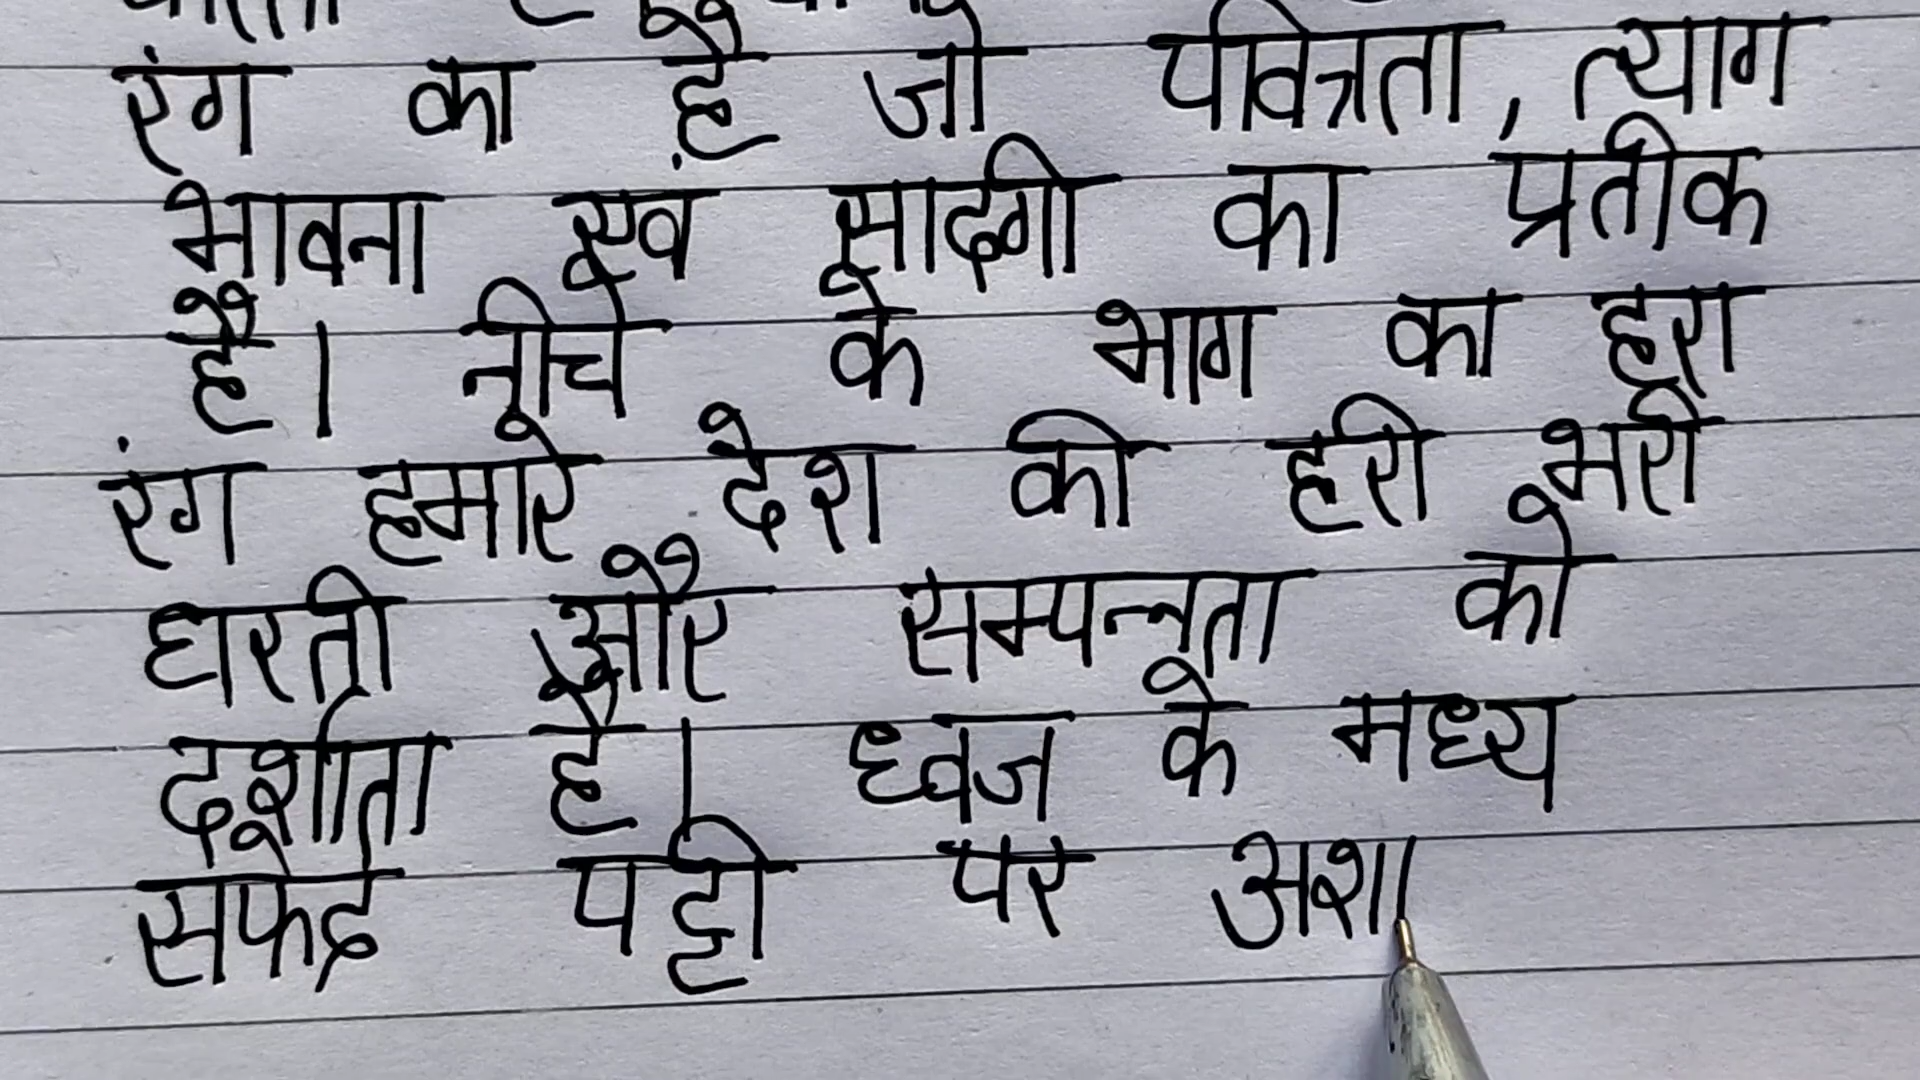 रंग का है जो पवित्रता, त्याग
भावना एवं सादगी का प्रतीक
है। नीचे के भाग का हरा
रंग हमारे देश की हरी भरी
धरती और सम्पन्नता को
दर्शाता है। ध्वज के मध्य
सफेद पट्टी पर अशा